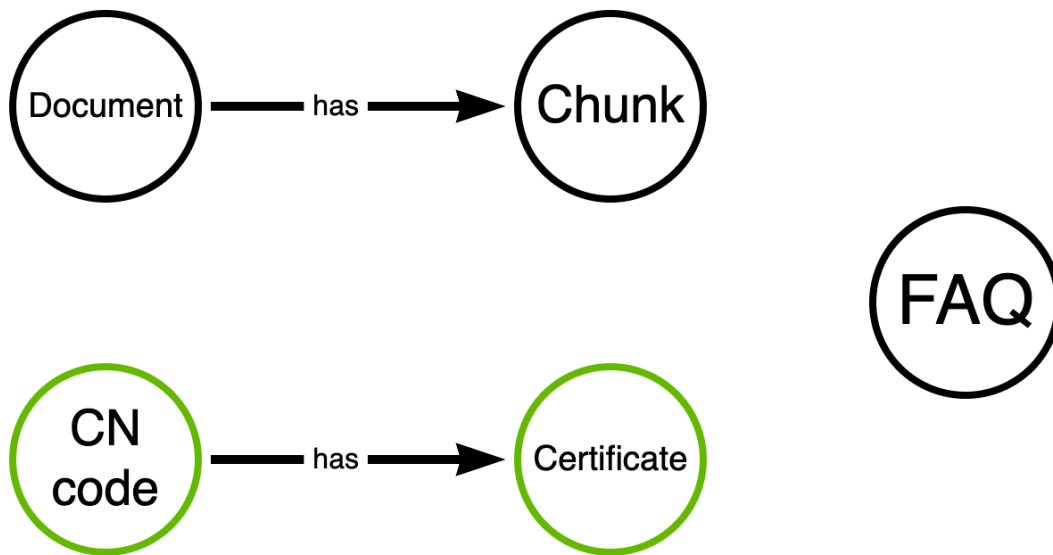 Document
has
Chunk
FAQ
CN
code
has
Certificate